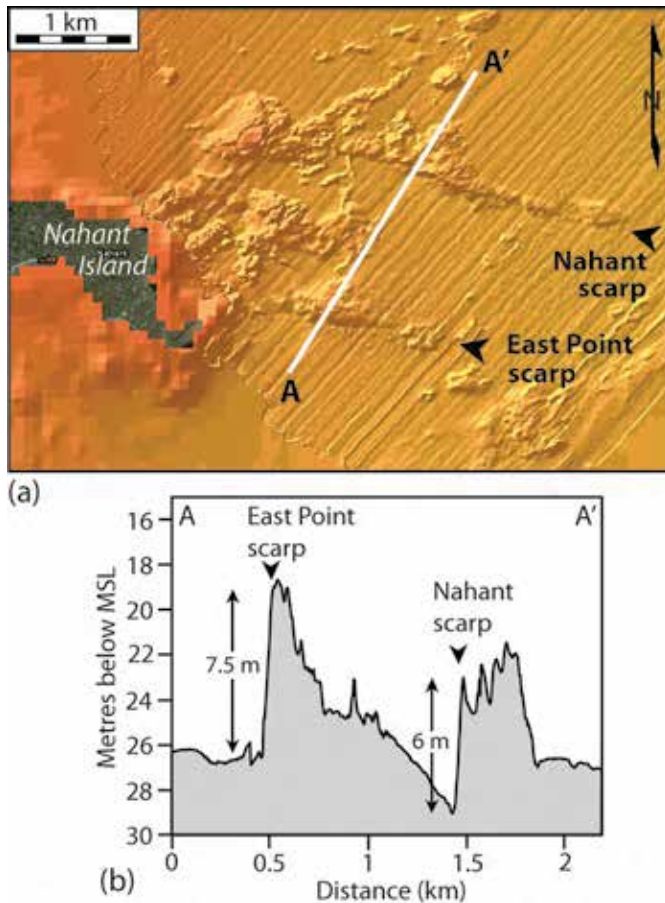 1 km
A'
N
Nahant
Island
Nahant
scarp
East Point
scarp
A
(a)
A
East Point
scarp
A'
Nahant
scarp
7.5 m
6 m
Metres below MSL
16
18
20
22
24
26
28
30
0
0.5
1
1.5
2
Distance (km)
(b)